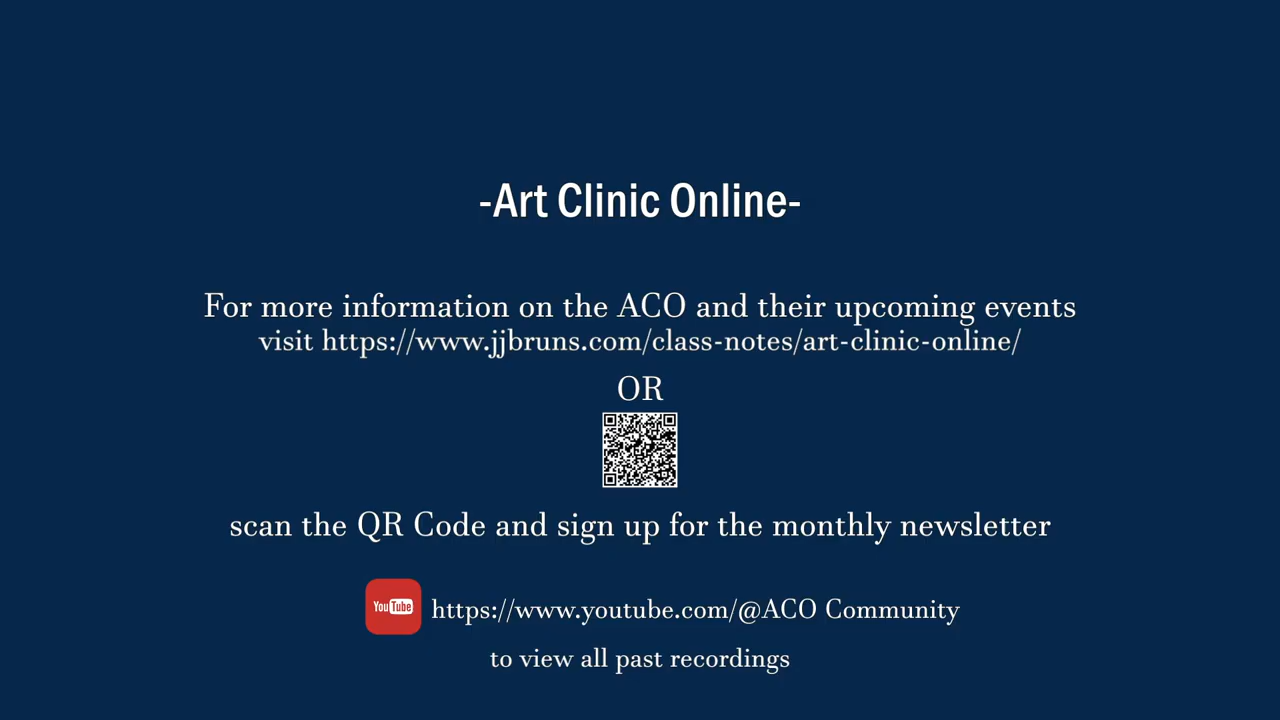 -Art Clinic Online-
For more information on the ACO and their upcoming events
visit https://www.jjbruns.com/class-notes/art-clinic-online/
OR
scan the QR Code and sign up for the monthly newsletter
YouTube https://www.youtube.com/@ACO Community
to view all past recordings